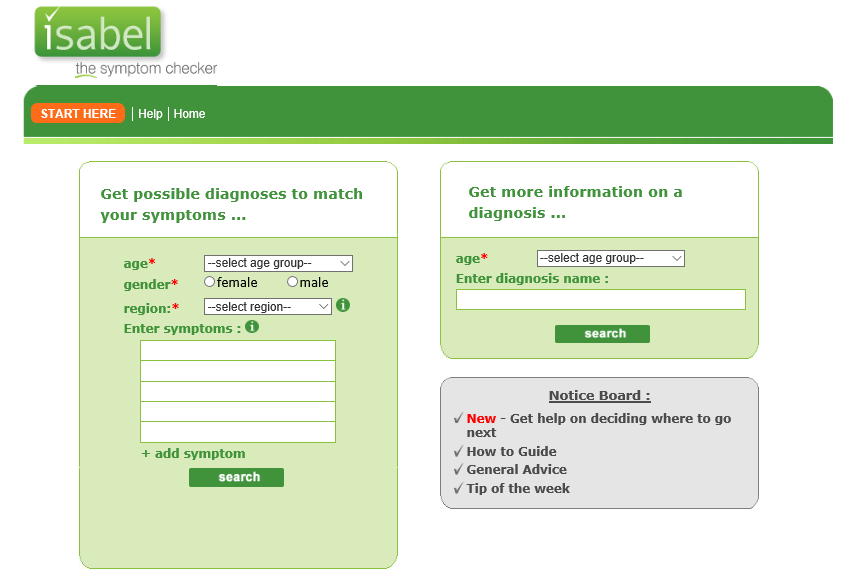 isabel
the symptom checker
START HERE | Help | Home
Get possible diagnoses to match
your symptoms ...
age* --select age group--
gender* female male
region:* --select region-- i
Enter symptoms : i
+ add symptom
search
Get more information on a
diagnosis ...
age* --select age group--
Enter diagnosis name :
search
Notice Board :
New - Get help on deciding where to go
next
How to Guide
General Advice
Tip of the week